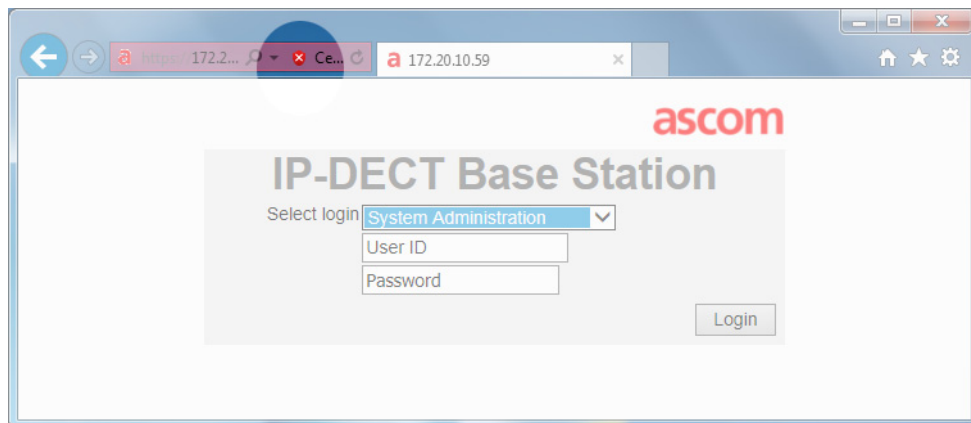 https 172.2... Ce... a 172.20.10.59
ascom
IP-DECT Base Station
Select login System Administration
User ID
Password
Login